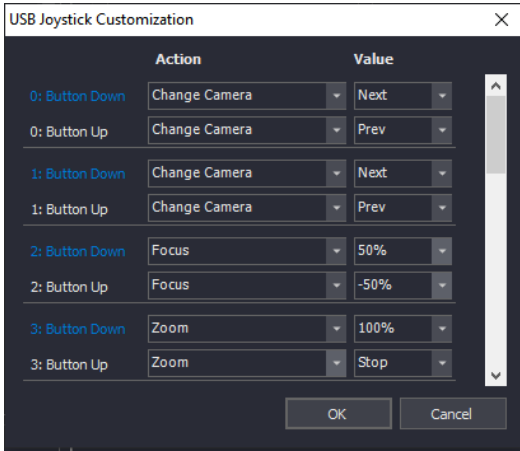 USB Joystick Customization
Action Value
0: Button Down Change Camera Next
0: Button Up Change Camera Prev
1: Button Down Change Camera Next
1: Button Up Change Camera Prev
2: Button Down Focus 50%
2: Button Up Focus -50%
3: Button Down Zoom 100%
3: Button Up Zoom Stop
OK Cancel